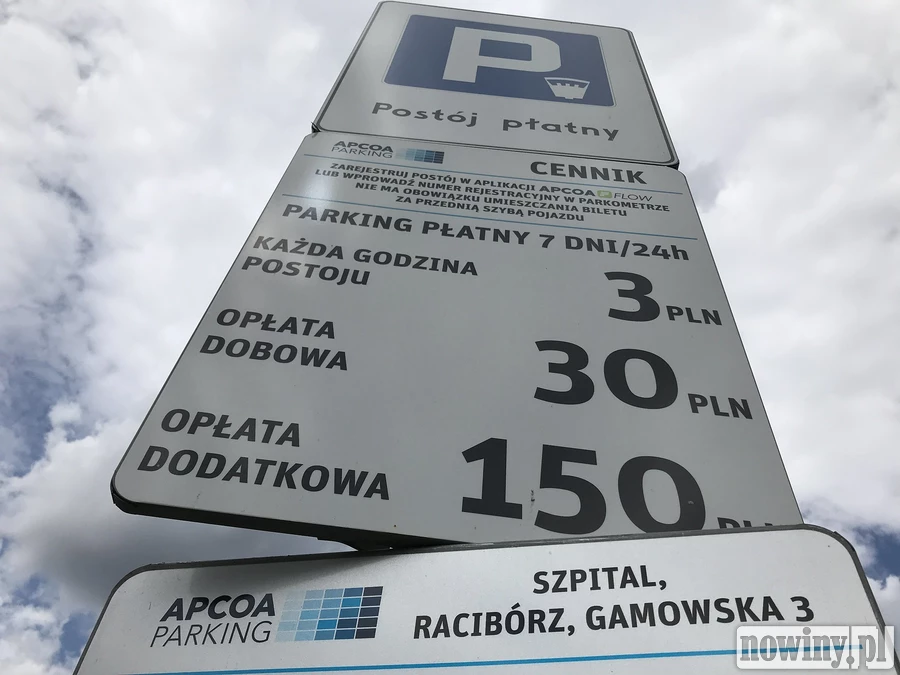 P
Postój płatny
APCOA
PARKING
CENNIK
ZAREJESTRUJ POSTÓJ W APLIKACJI APCOA FLOW
LUB WPROWADŹ NUMER REJESTRACYJNY W PARKOMETRZE
NIE MA OBOWIĄZKU UMIESZCZANIA BILETU
ZA PRZEDNIĄ SZYBĄ POJAZDU
PARKING PŁATNY 7 DNI/24h
KAŻDA GODZINA
POSTOJU
3 PLN
OPŁATA
DOBOWA
30 PLN
OPŁATA
DODATKOWA
150 PLN
APCOA
PARKING
SZPITAL,
RACIBÓRZ, GAMOWSKA 3
nowiny.pl